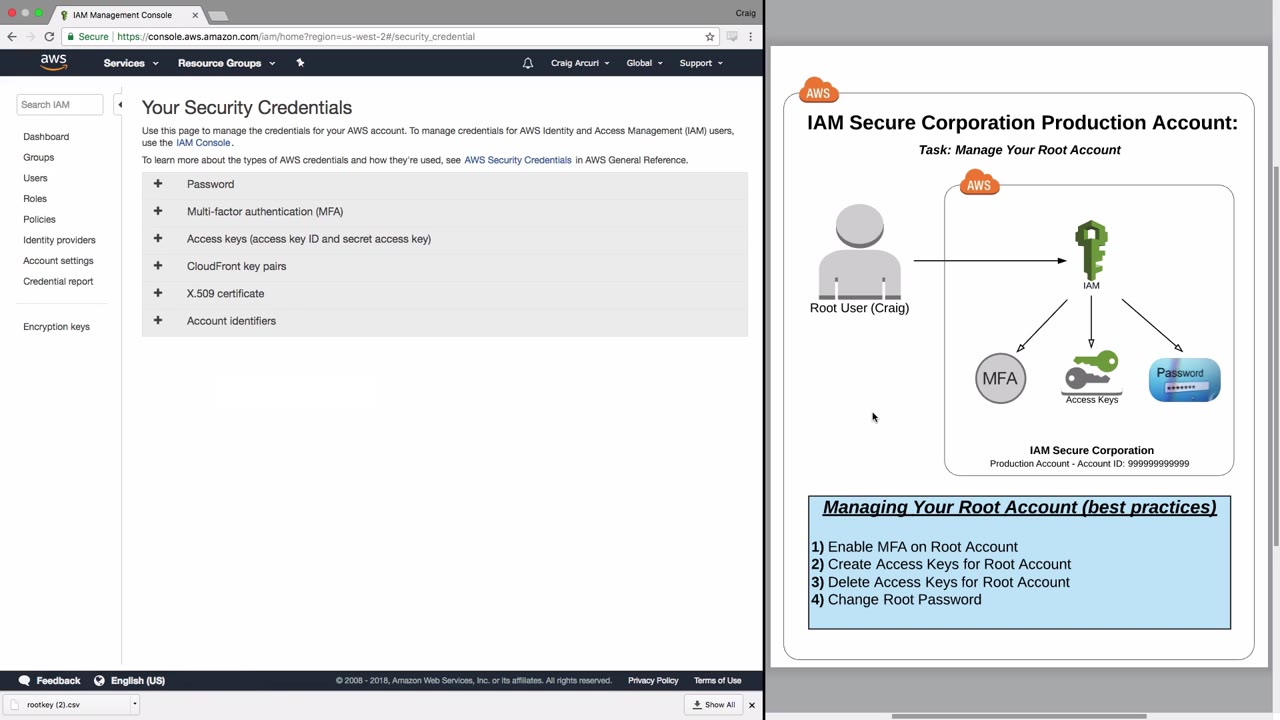 IAM Management Console
Craig
Secure
https://console.aws.amazon.com/iam/home?region=us-west-2#/security_credential
aws
Services
Resource Groups
Craig Arcuri
Global
Support
Search IAM
Dashboard
Groups
Users
Roles
Policies
Identity providers
Account settings
Credential report
Encryption keys
Your Security Credentials
Use this page to manage the credentials for your AWS account. To manage credentials for AWS Identity and Access Management (IAM) users,
use the IAM Console.
To learn more about the types of AWS credentials and how they're used, see AWS Security Credentials in AWS General Reference.
Password
Multi-factor authentication (MFA)
Access keys (access key ID and secret access key)
CloudFront key pairs
X.509 certificate
Account identifiers
Feedback
English (US)
© 2008 - 2018, Amazon Web Services, Inc. or its affiliates. All rights reserved.
Privacy Policy
Terms of Use
rootkey (2).csv
Show All
AWS
IAM Secure Corporation Production Account:
Task: Manage Your Root Account
AWS
IAM
Root User (Craig)
MFA
Access Keys
Password
IAM Secure Corporation
Production Account - Account ID: 999999999999
Managing Your Root Account (best practices)
1) Enable MFA on Root Account
2) Create Access Keys for Root Account
3) Delete Access Keys for Root Account
4) Change Root Password